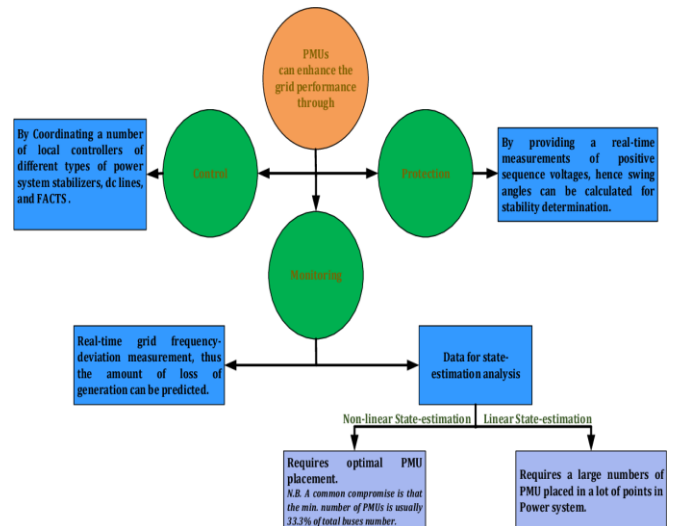 PMUs
can enhance the
grid performance
through
By Coordinating a number
of local controllers of
different types of power
system stabilizers, dc lines,
and FACTS .
Control
Protection
By providing a real-time
measurements of positive
sequence voltages, hence swing
angles can be calculated for
stability determination.
Monitoring
Real-time grid frequency-
deviation measurement, thus
the amount of loss of
generation can be predicted.
Data for state-
estimation analysis
Non-linear State-estimation
Linear State-estimation
Requires optimal PMU
placement.
N.B. A common compromise is that
the min. number of PMUs is usually
33.3% of total buses number.
Requires a large numbers of
PMU placed in a lot of points in
Power system.